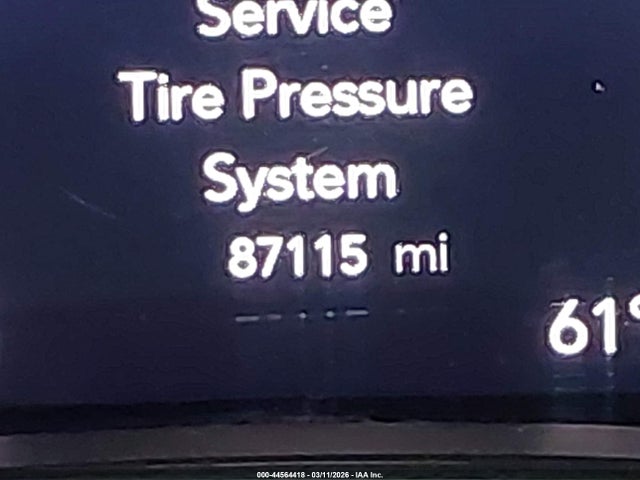 Service
Tire Pressure
System
87115 mi
61°
000-44564418 - 03/11/2026 - IAA Inc.